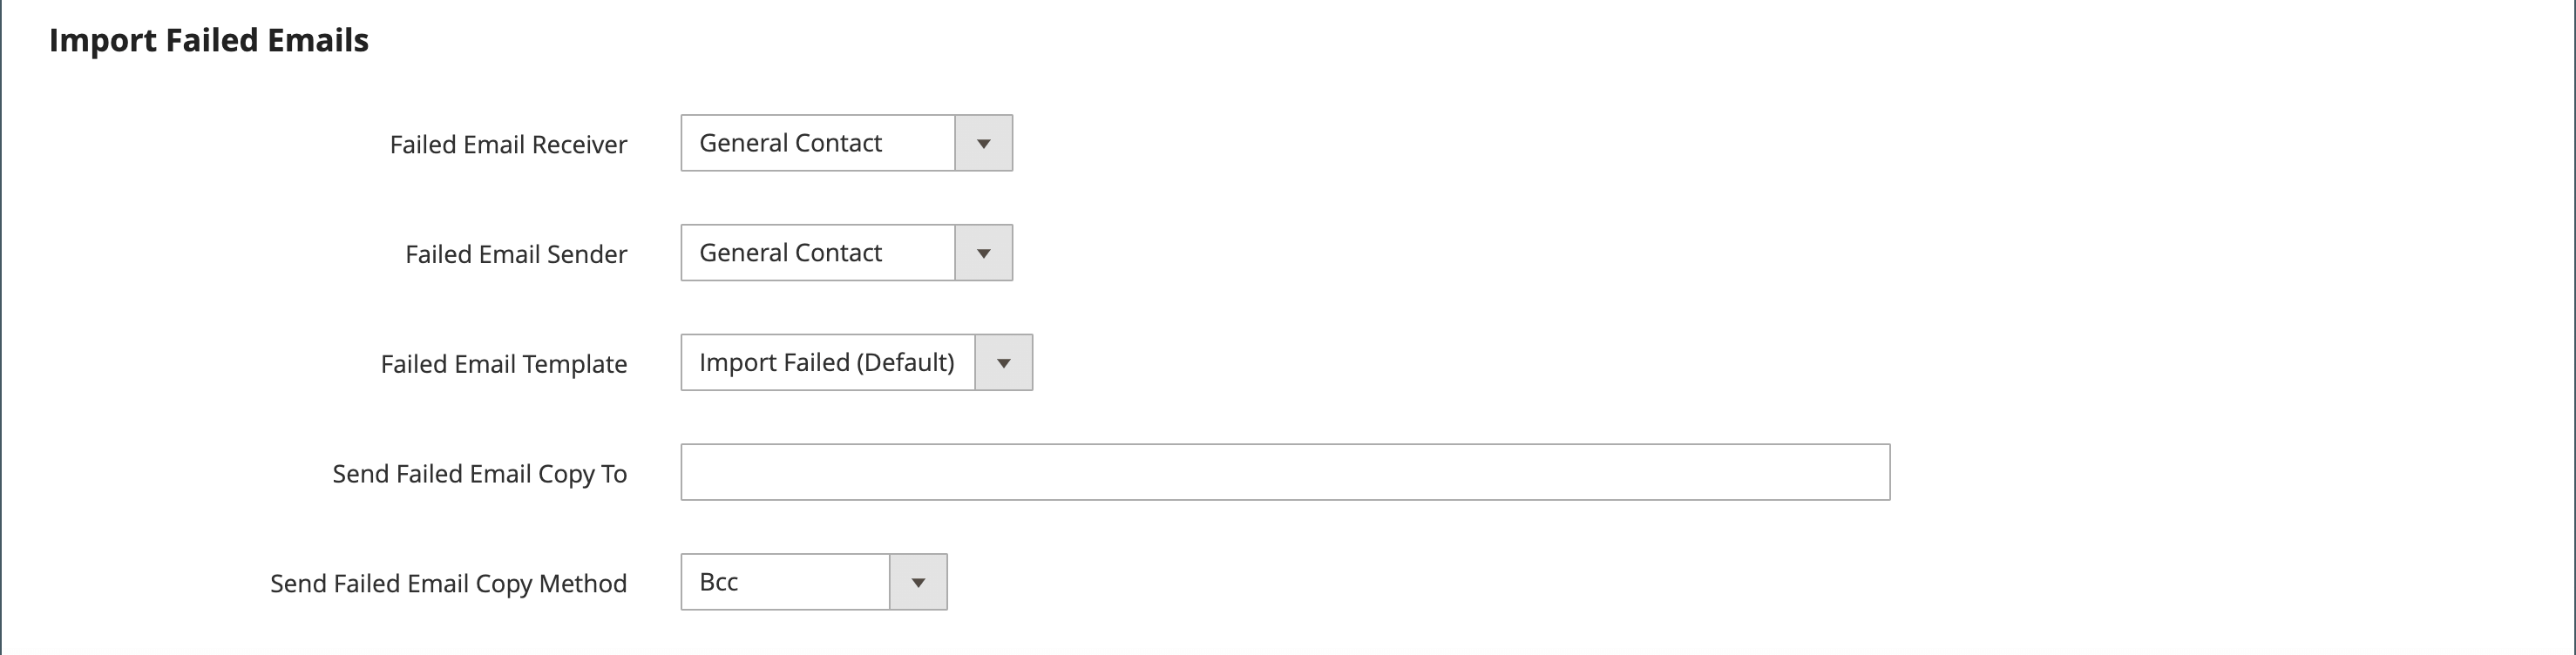 Import Failed Emails
Failed Email Receiver General Contact
Failed Email Sender General Contact
Failed Email Template Import Failed (Default)
Send Failed Email Copy To
Send Failed Email Copy Method Bcc